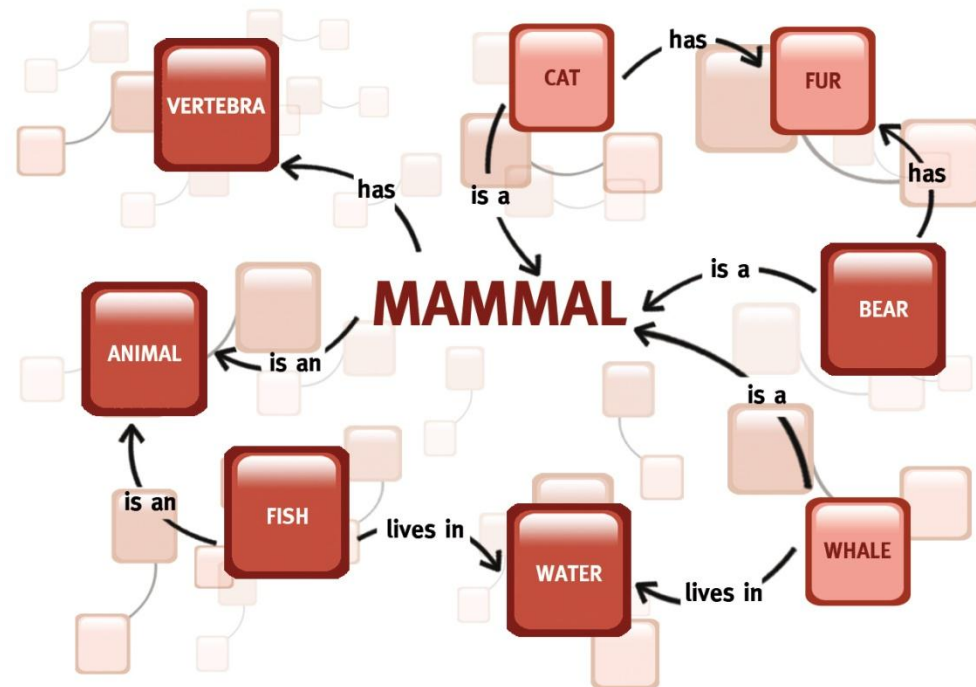 CAT
has
FUR
VERTEBRA
has
is a
has
is a
BEAR
MAMMAL
ANIMAL
is an
is a
is an
FISH
lives in
WATER
WHALE
lives in